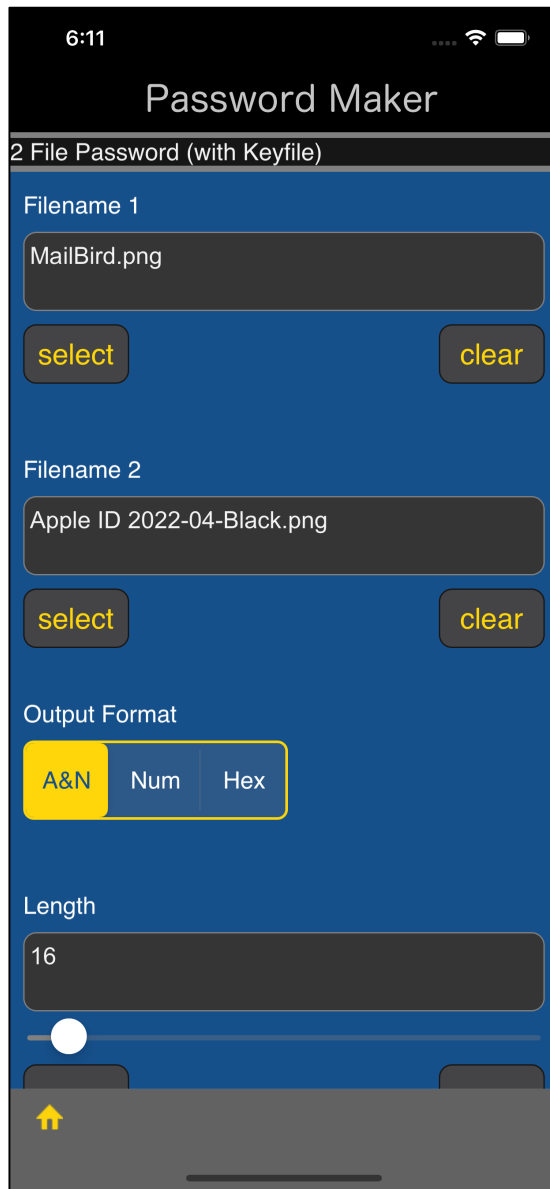 6:11
Password Maker
2 File Password (with Keyfile)
Filename 1
MailBird.png
select clear
Filename 2
Apple ID 2022-04-Black.png
select clear
Output Format
A&N Num Hex
Length
16